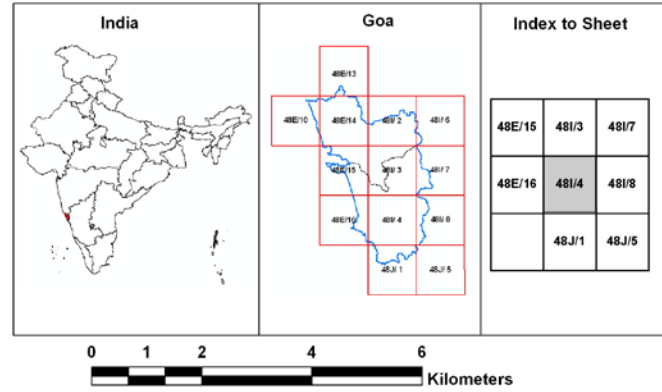 India
Goa
Index to Sheet
48E/13
48E/10 48E/14 48I/ 2 48I/ 6
48E/15 48I/ 3 48I/ 7
48E/16 48I/ 4 48I/ 8
48J/ 1 48J/ 5
48E/15 48I/3 48I/7
48E/16 48I/4 48I/8
48J/1 48J/5
0 1 2 4 6
Kilometers